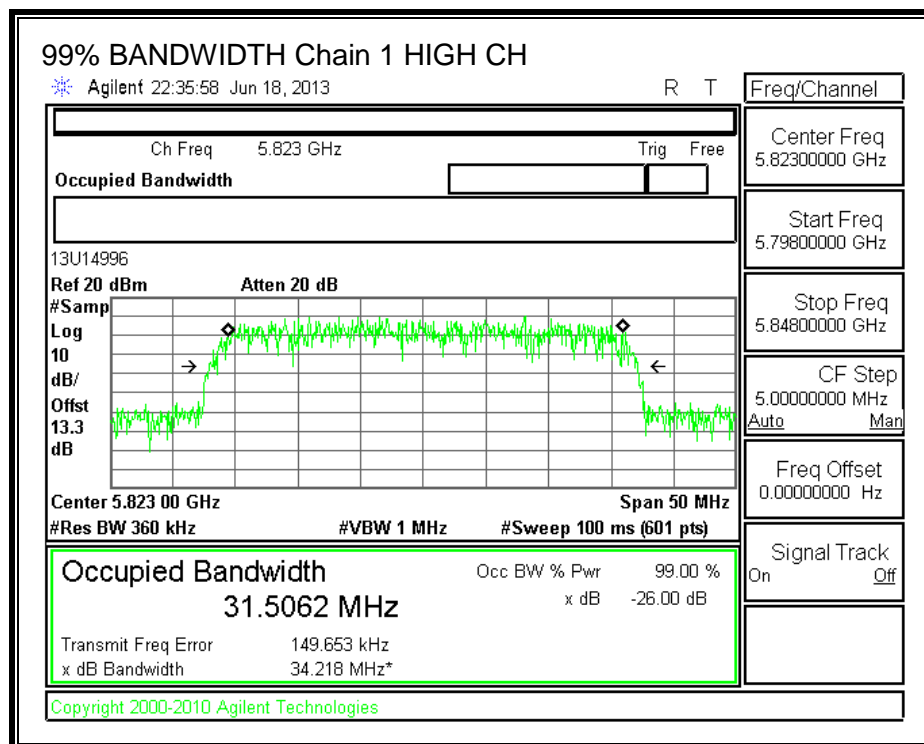 99% BANDWIDTH Chain 1 HIGH CH
Agilent 22:35:58 Jun 18, 2013 R T
Freq/Channel
Ch Freq 5.823 GHz Trig Free
Occupied Bandwidth
Center Freq
5.82300000 GHz
Start Freq
5.79800000 GHz
Stop Freq
5.84800000 GHz
CF Step
5.00000000 MHz
Auto Man
Freq Offset
0.00000000 Hz
Signal Track
On Off
13U14996
Ref 20 dBm Atten 20 dB
#Samp
Log
10
dB/
Offst
13.3
dB
Center 5.823 00 GHz Span 50 MHz
#Res BW 360 kHz #VBW 1 MHz #Sweep 100 ms (601 pts)
Occupied Bandwidth
31.5062 MHz
Occ BW % Pwr 99.00 %
x dB -26.00 dB
Transmit Freq Error 149.653 kHz
x dB Bandwidth 34.218 MHz*
Copyright 2000-2010 Agilent Technologies